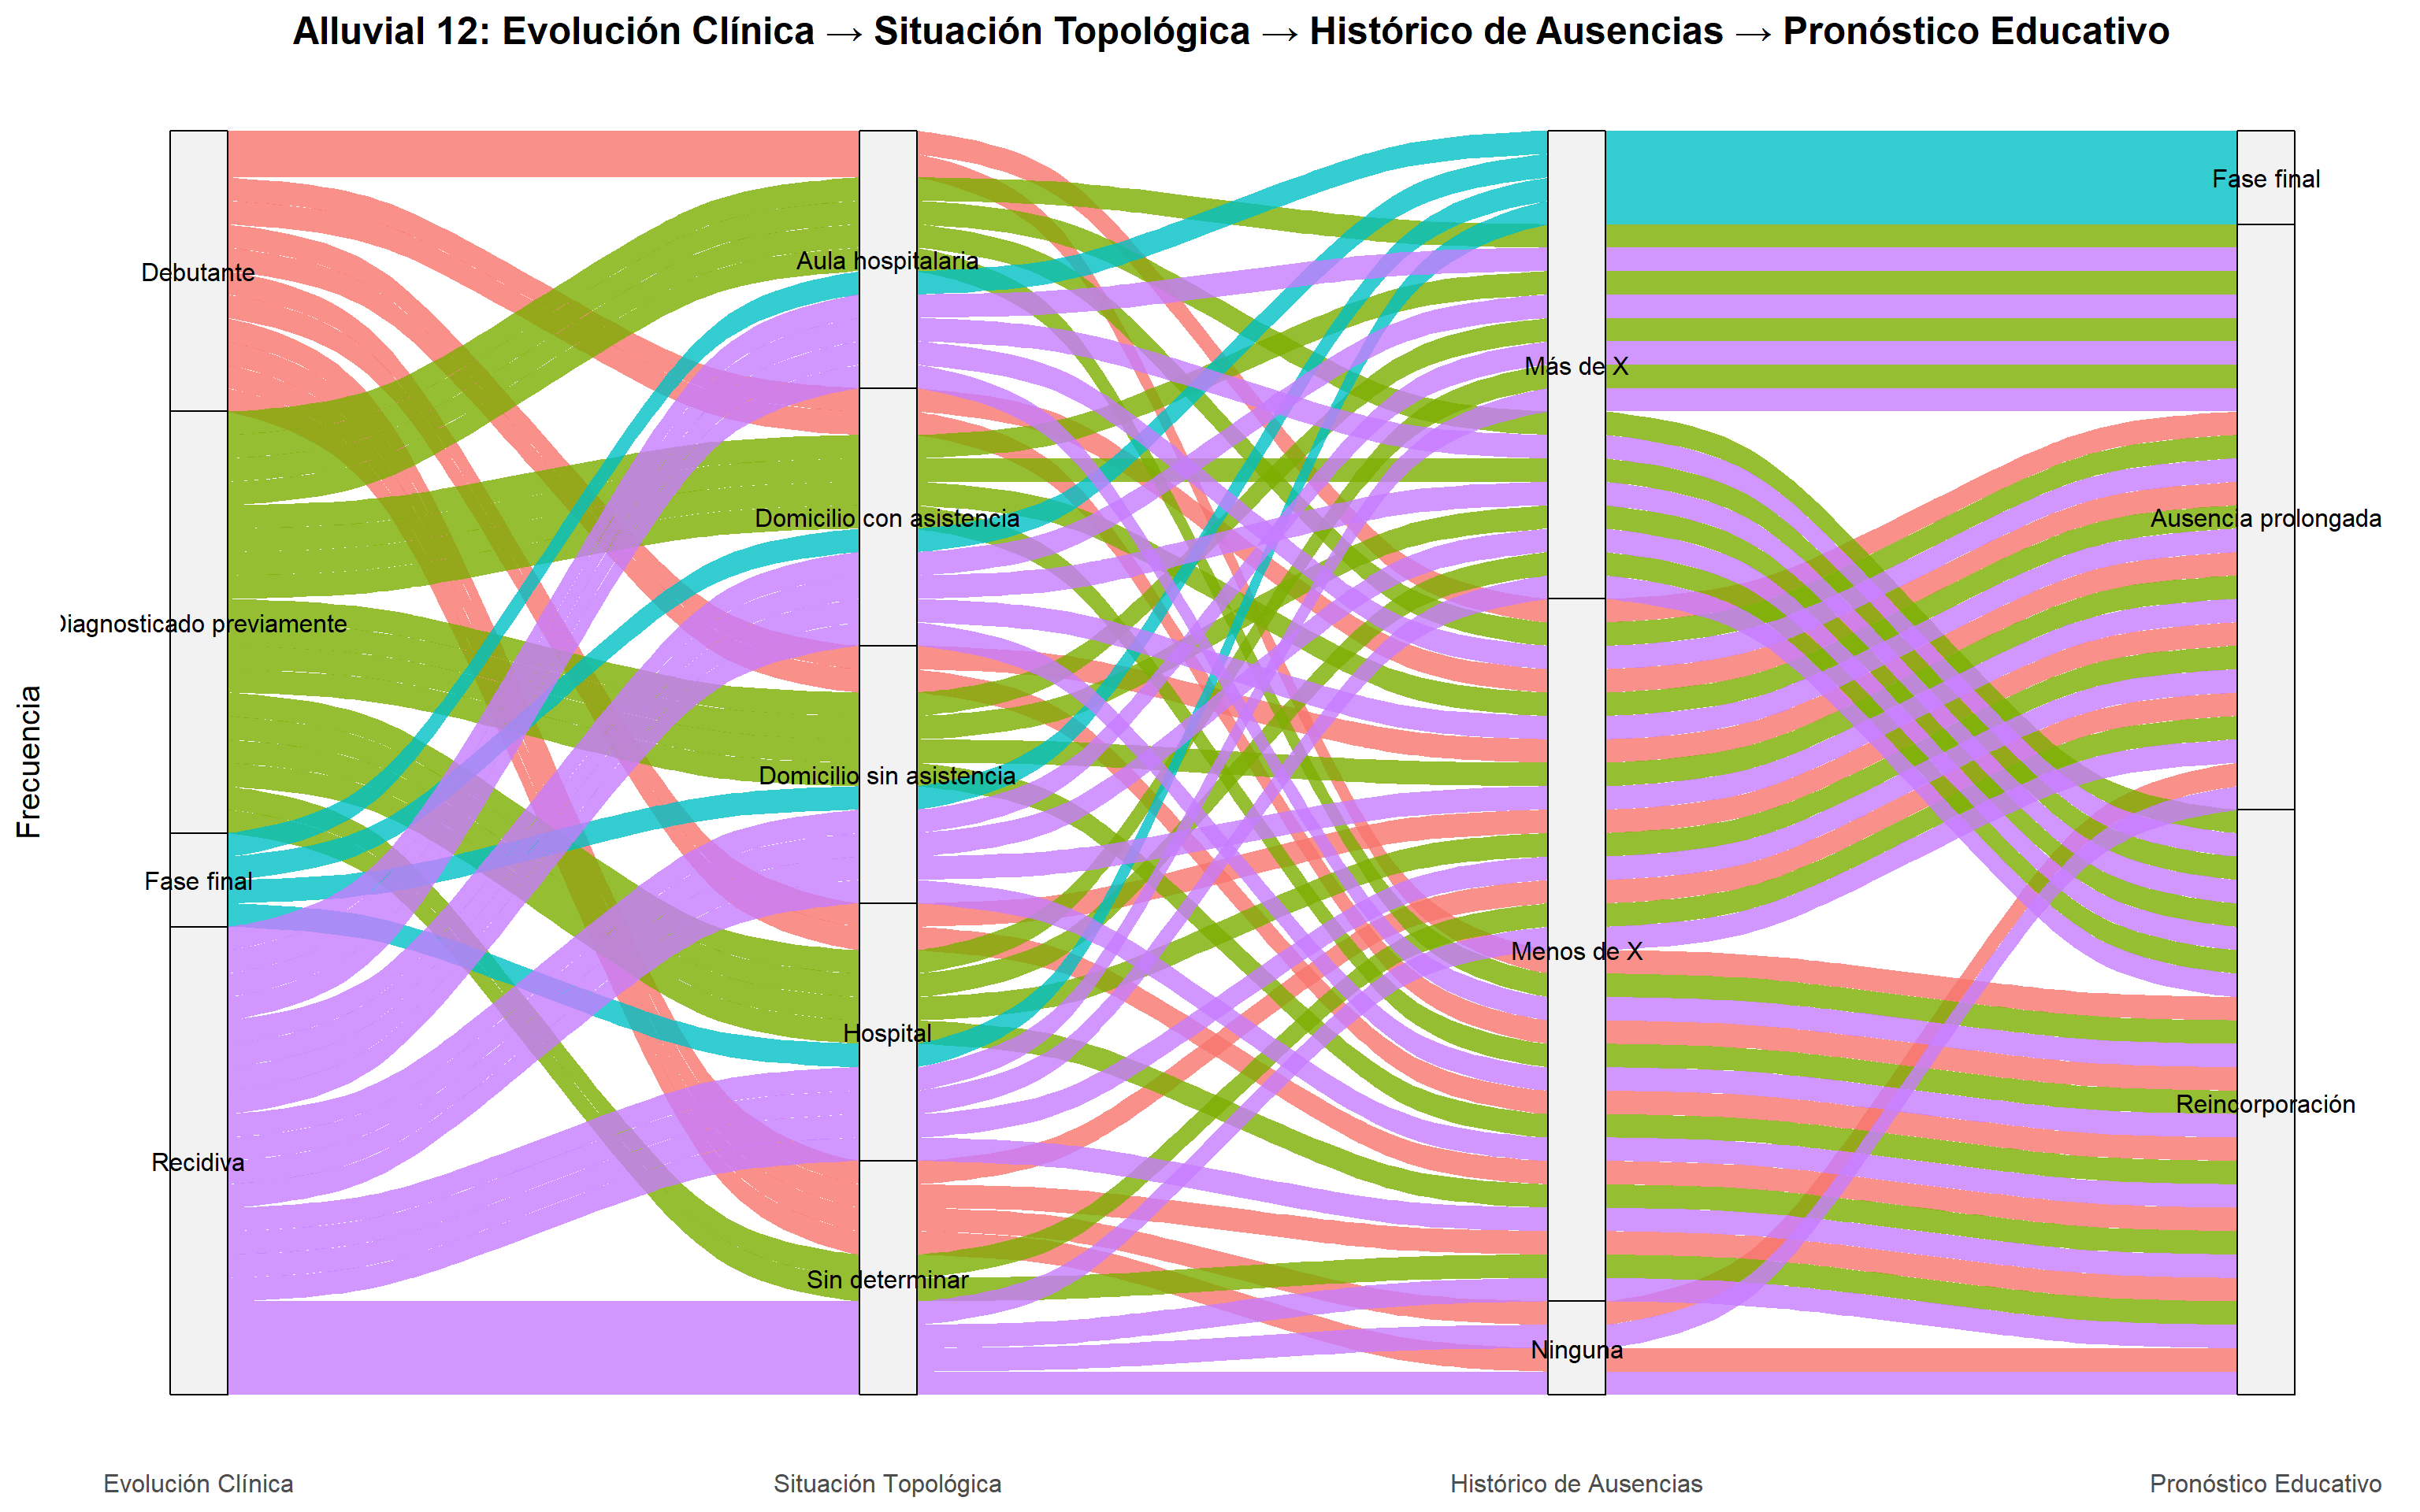 Alluvial 12: Evolución Clínica → Situación Topológica → Histórico de Ausencias → Pronóstico Educativo
Frecuencia
Debutante
Diagnosticado previamente
Fase final
Recidiva
Aula hospitalaria
Domicilio con asistencia
Domicilio sin asistencia
Hospital
Sin determinar
Más de X
Menos de X
Ninguna
Fase final
Ausencia prolongada
Reincorporación
Evolución Clínica
Situación Topológica
Histórico de Ausencias
Pronóstico Educativo